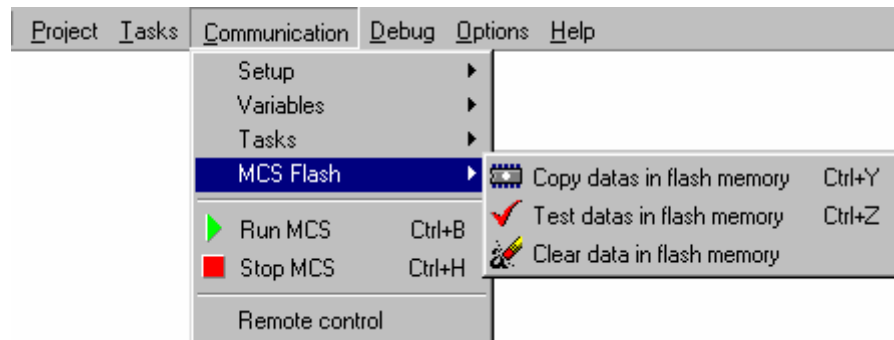 Project Tasks Communication Debug Options Help
Setup
Variables
Tasks
MCS Flash
Copy datas in flash memory Ctrl+Y
Test datas in flash memory Ctrl+Z
Clear data in flash memory
Run MCS Ctrl+B
Stop MCS Ctrl+H
Remote control